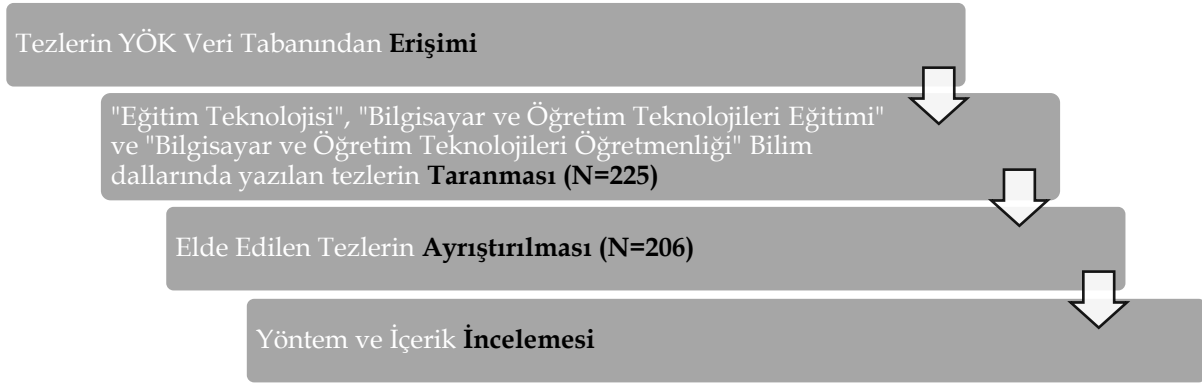 Tezlerin YÖK Veri Tabanından Erişimi
"Eğitim Teknolojisi", "Bilgisayar ve Öğretim Teknolojileri Eğitimi"
ve "Bilgisayar ve Öğretim Teknolojileri Öğretmenliği" Bilim
dallarında yazılan tezlerin Taranması (N=225)
Elde Edilen Tezlerin Ayrıştırılması (N=206)
Yöntem ve İçerik İncelemesi